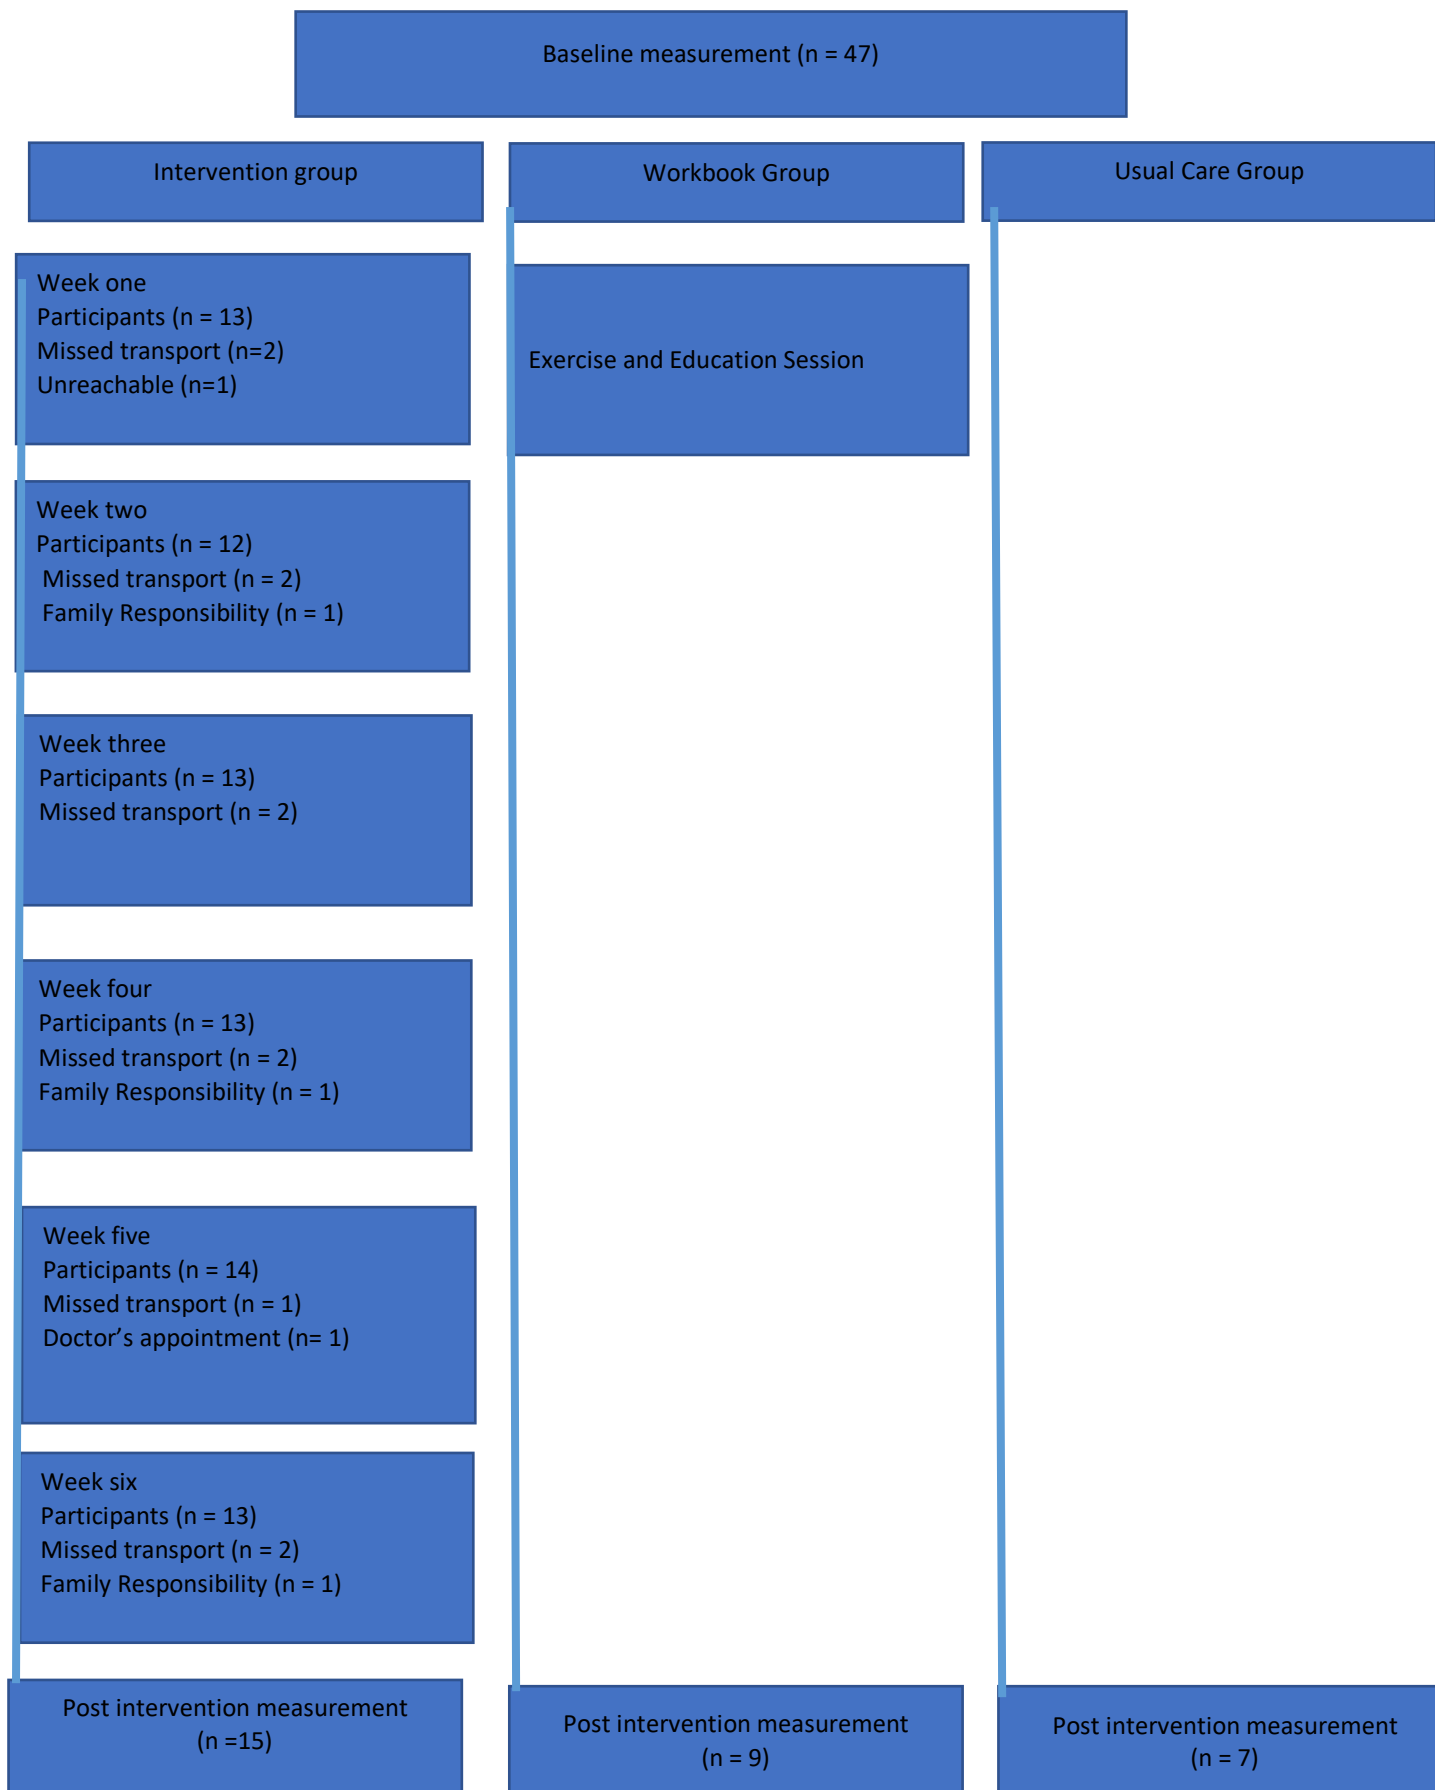 Baseline measurement (n = 47)
Intervention group
Workbook Group
Usual Care Group
Week one
Participants (n = 13)
Missed transport (n=2)
Unreachable (n=1)
Exercise and Education Session
Week two
Participants (n = 12)
Missed transport (n = 2)
Family Responsibility (n = 1)
Week three
Participants (n = 13)
Missed transport (n = 2)
Week four
Participants (n = 13)
Missed transport (n = 2)
Family Responsibility (n = 1)
Week five
Participants (n = 14)
Missed transport (n = 1)
Doctor’s appointment (n= 1)
Week six
Participants (n = 13)
Missed transport (n = 2)
Family Responsibility (n = 1)
Post intervention measurement
(n =15)
Post intervention measurement
(n = 9)
Post intervention measurement
(n = 7)